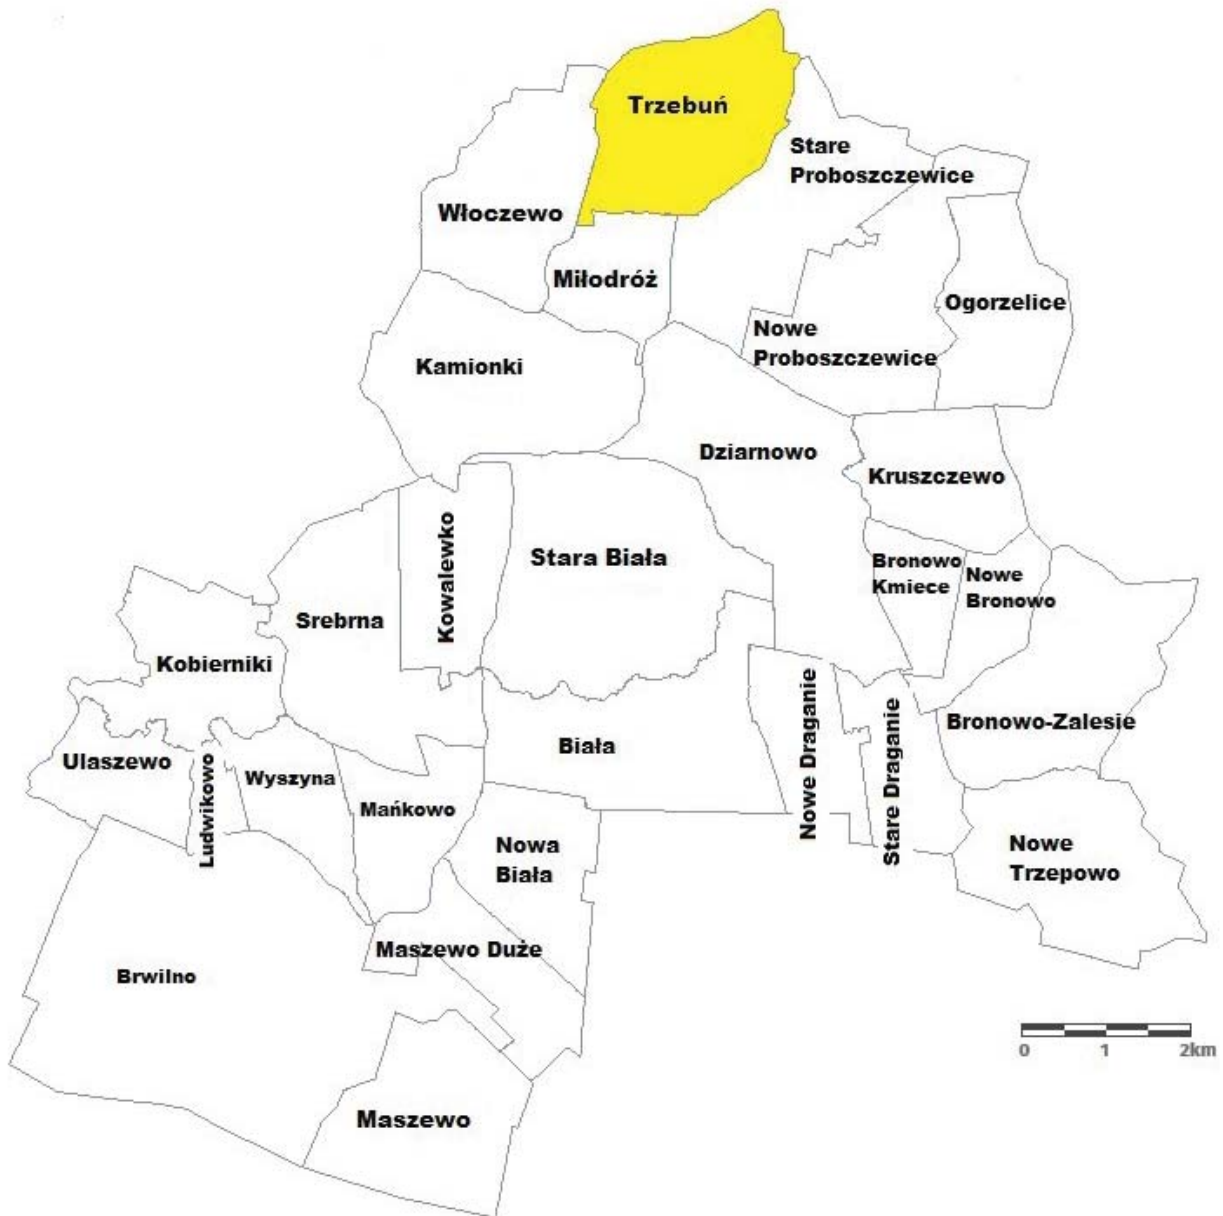 Trzebuń
Stare
Proboszczewice
Włoczewo
Miłodróż
Ogorzelice
Nowe
Proboszczewice
Kamionki
Dziarnowo
Kruszczewo
Stara Biała
Bronowo
Kmiece
Nowe
Bronowo
Kowalewko
Srebrna
Kobierniki
Nowe Draganie
Stare Draganie
Bronowo-Zalesie
Biała
Ulaszewo
Ludwikowo
Wyszyna
Mańkowo
Nowa
Biała
Nowe
Trzepowo
Maszewo Duże
Brwilno
0 1 2km
Maszewo